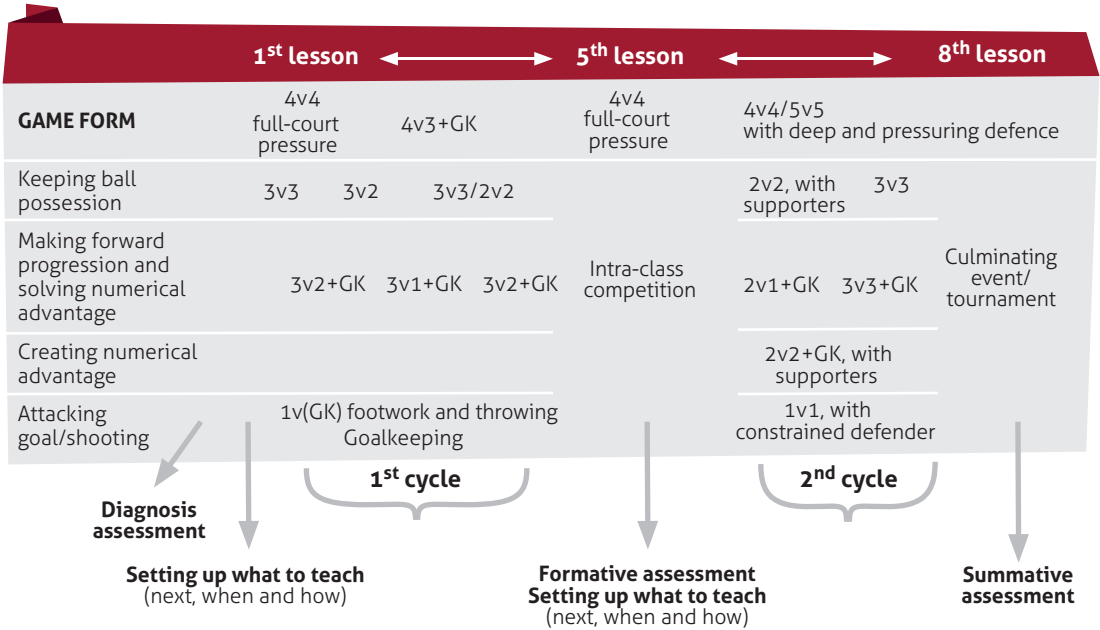 1st lesson 5th lesson 8th lesson
GAME FORM
4v4
full-court
pressure
4v3+GK
4v4
full-court
pressure
4v4/5v5
with deep and pressuring defence
Keeping ball
possession
3v3 3v2 3v3/2v2
2v2, with
supporters
3v3
Making forward
progression and
solving numerical
advantage
3v2+GK 3v1+GK 3v2+GK
Intra-class
competition
2v1+GK 3v3+GK
Culminating
event/
tournament
Creating numerical
advantage
2v2+GK, with
supporters
Attacking
goal/shooting
1v(GK) footwork and throwing
Goalkeeping
1v1, with
constrained defender
1st cycle
2nd cycle
Diagnosis
assessment
Setting up what to teach
(next, when and how)
Formative assessment
Setting up what to teach
(next, when and how)
Summative
assessment